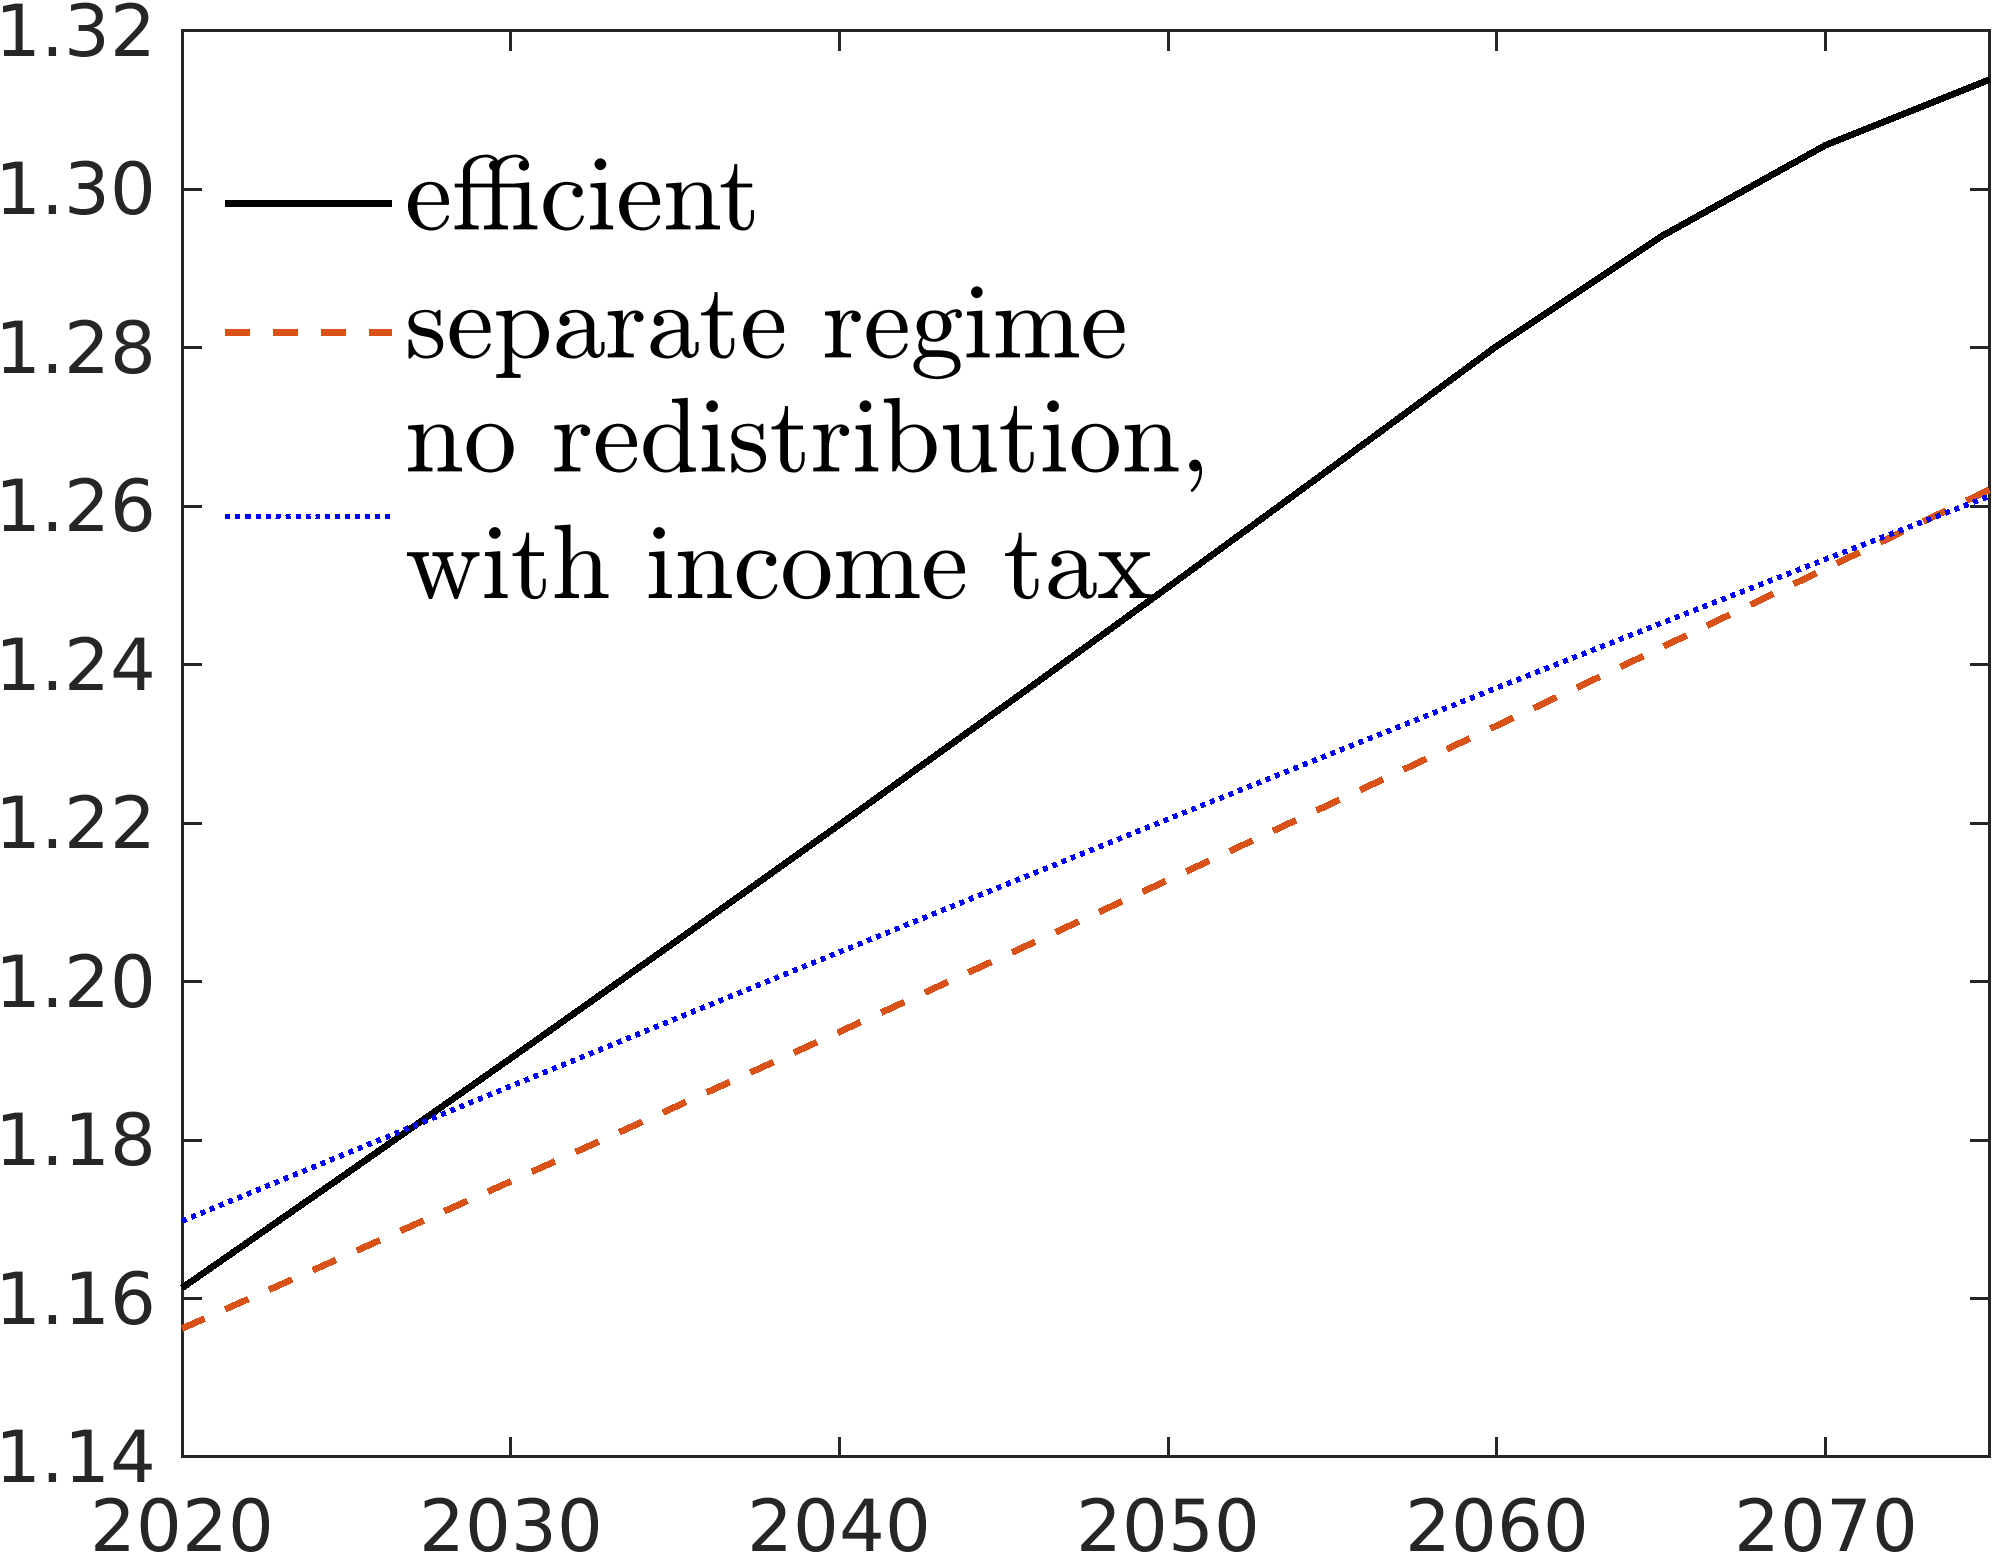 1.32
1.30
1.28
1.26
1.24
1.22
1.20
1.18
1.16
1.14
efficient
separate regime
no redistribution,
with income tax
2020 2030 2040 2050 2060 2070